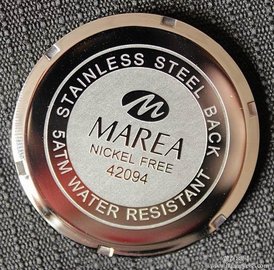 STAINLESS STEEL BACK
MAREA
NICKEL FREE
42094
5ATM WATER RESISTANT